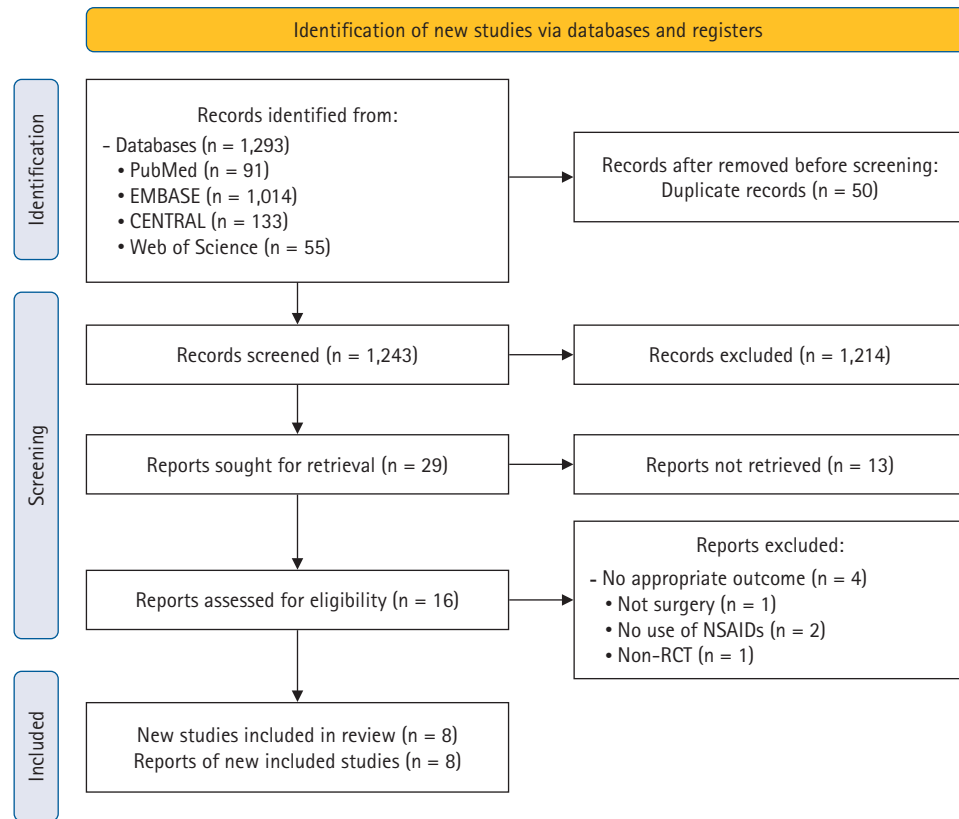 Identification of new studies via databases and registers
Identification
Records identified from:
- Databases (n = 1,293)
• PubMed (n = 91)
• EMBASE (n = 1,014)
• CENTRAL (n = 133)
• Web of Science (n = 55)
Records after removed before screening:
Duplicate records (n = 50)
Screening
Records screened (n = 1,243)
Records excluded (n = 1,214)
Reports sought for retrieval (n = 29)
Reports not retrieved (n = 13)
Reports assessed for eligibility (n = 16)
Reports excluded:
- No appropriate outcome (n = 4)
• Not surgery (n = 1)
• No use of NSAIDs (n = 2)
• Non-RCT (n = 1)
Included
New studies included in review (n = 8)
Reports of new included studies (n = 8)